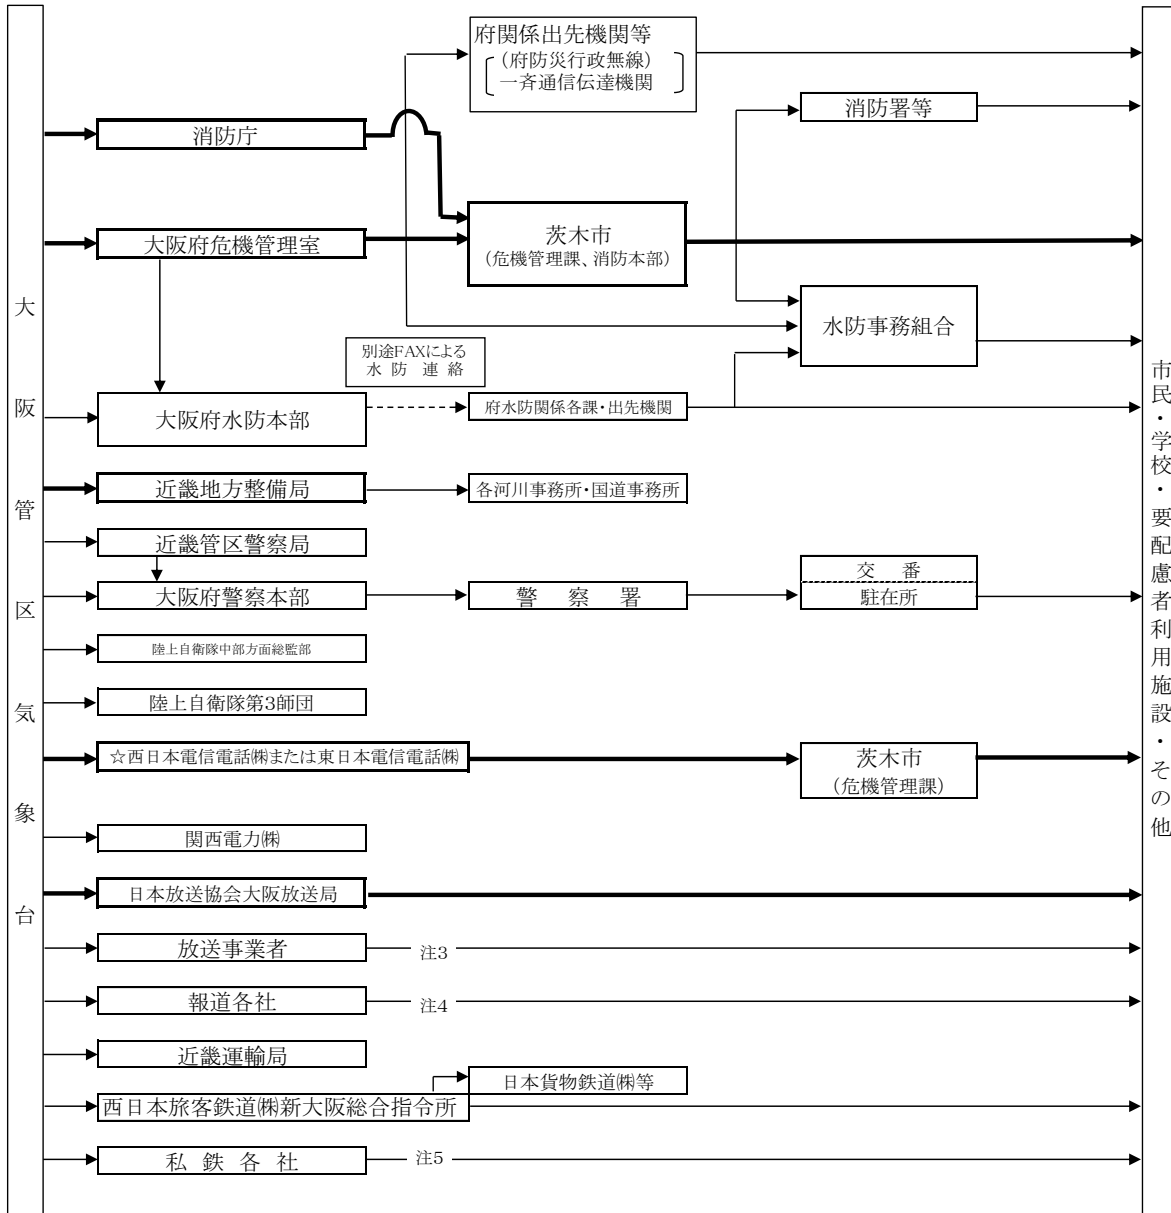 大阪管区気象台
府関係出先機関等
(府防災行政無線)
一斉通信伝達機関
消防署等
消防庁
茨木市
(危機管理課、消防本部)
大阪府危機管理室
水防事務組合
別途FAXによる
水防連絡
大阪府水防本部
府水防関係各課・出先機関
近畿地方整備局
各河川事務所・国道事務所
近畿管区警察局
大阪府警察本部
警察署
交番
駐在所
陸上自衛隊中部方面総監部
陸上自衛隊第3師団
☆西日本電信電話㈱または東日本電信電話㈱
茨木市
(危機管理課)
関西電力㈱
日本放送協会大阪放送局
放送事業者
注3
報道各社
注4
近畿運輸局
日本貨物鉄道㈱等
西日本旅客鉄道㈱新大阪総合指令所
私鉄各社
注5
市民・学校・要配慮者利用施設・その他